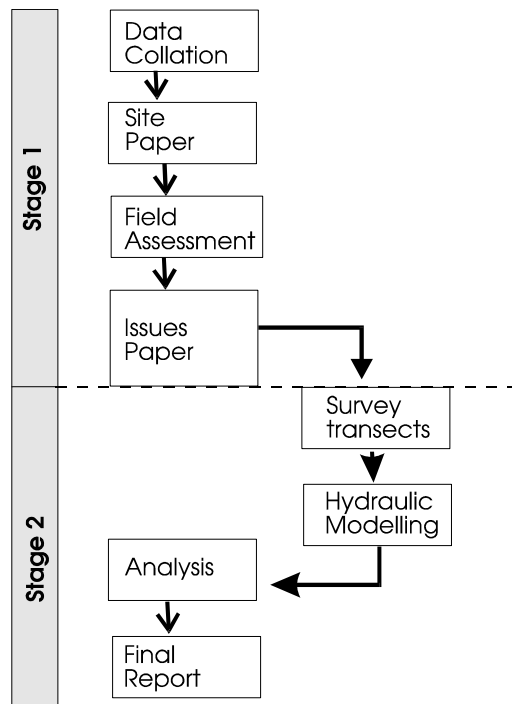 Stage 1
Data
Collation
Site
Paper
Field
Assessment
Issues
Paper
Stage 2
Survey
transects
Hydraulic
Modelling
Analysis
Final
Report